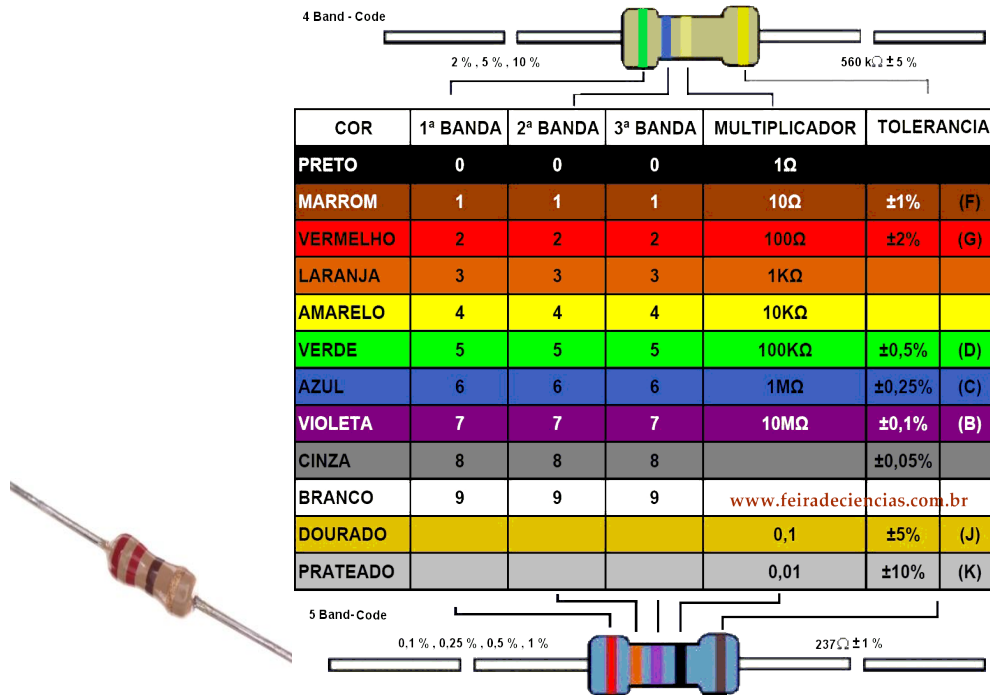 4 Band - Code
2 % , 5 % , 10 %
560 kΩ ± 5 %
COR 1ª BANDA 2ª BANDA 3ª BANDA MULTIPLICADOR TOLERANCIA
PRETO 0 0 0 1Ω
MARROM 1 1 1 10Ω ±1% (F)
VERMELHO 2 2 2 100Ω ±2% (G)
LARANJA 3 3 3 1KΩ
AMARELO 4 4 4 10KΩ
VERDE 5 5 5 100KΩ ±0,5% (D)
AZUL 6 6 6 1MΩ ±0,25% (C)
VIOLETA 7 7 7 10MΩ ±0,1% (B)
CINZA 8 8 8 ±0,05%
BRANCO 9 9 9 www.feiradeciencias.com.br
DOURADO 0,1 ±5% (J)
PRATEADO 0,01 ±10% (K)
5 Band-Code
0,1 % , 0,25 % , 0,5 % , 1 %
237Ω ± 1 %